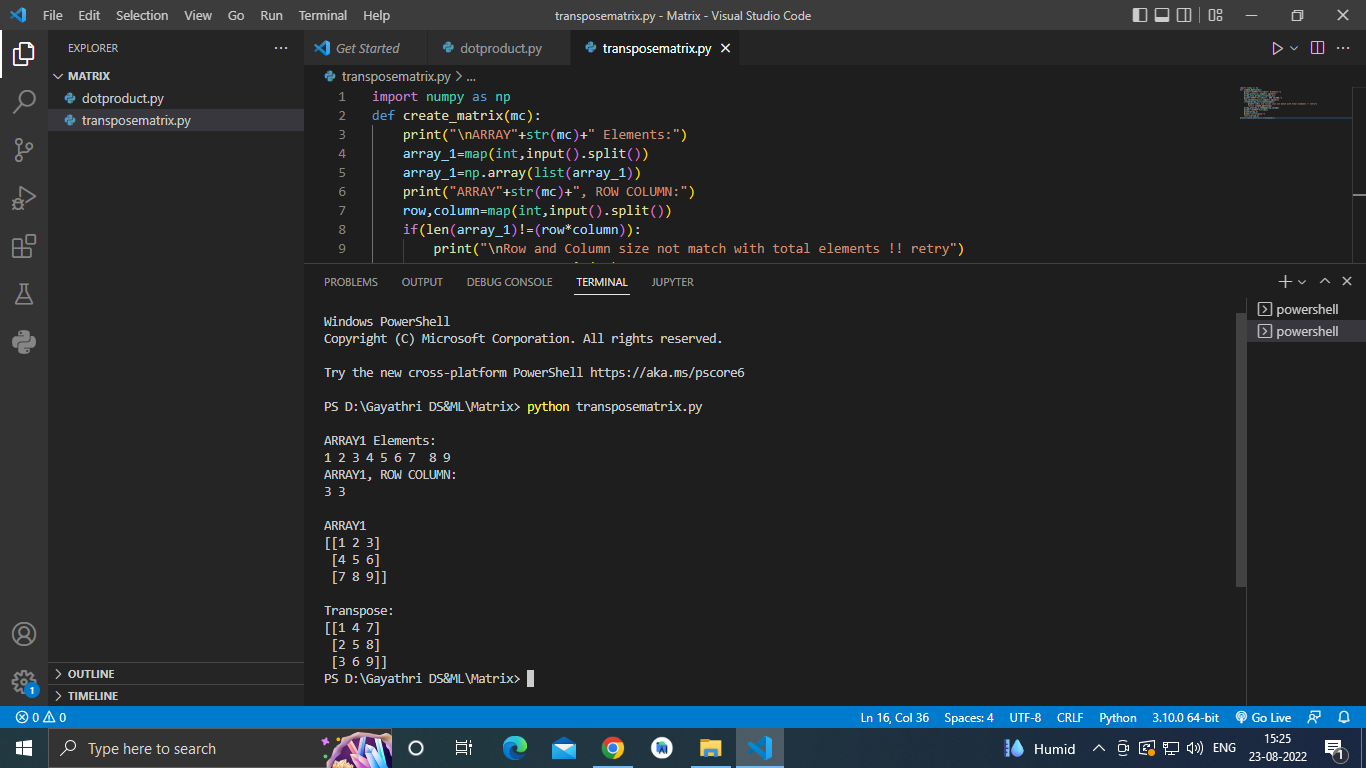 File Edit Selection View Go Run Terminal Help
transposematrix.py - Matrix - Visual Studio Code
EXPLORER
MATRIX
dotproduct.py
transposematrix.py
OUTLINE
TIMELINE
Get Started
dotproduct.py
transposematrix.py
transposematrix.py > ...
1 import numpy as np
2 def create_matrix(mc):
3 print("\nARRAY"+str(mc)+" Elements:")
4 array_1=map(int,input().split())
5 array_1=np.array(list(array_1))
6 print("ARRAY"+str(mc)+", ROW COLUMN:")
7 row,column=map(int,input().split())
8 if(len(array_1)!=(row*column)):
9 print("\nRow and Column size not match with total elements !! retry")
PROBLEMS OUTPUT DEBUG CONSOLE TERMINAL JUPYTER
powershell
powershell
Windows PowerShell
Copyright (C) Microsoft Corporation. All rights reserved.
Try the new cross-platform PowerShell https://aka.ms/pscore6
PS D:\Gayathri DS&ML\Matrix> python transposematrix.py
ARRAY1 Elements:
1 2 3 4 5 6 7  8 9
ARRAY1, ROW COLUMN:
3 3
ARRAY1
[[1 2 3]
 [4 5 6]
 [7 8 9]]
Transpose:
[[1 4 7]
 [2 5 8]
 [3 6 9]]
PS D:\Gayathri DS&ML\Matrix>
1
0 0
Ln 16, Col 36 Spaces: 4 UTF-8 CRLF Python 3.10.0 64-bit Go Live
Type here to search
Humid
ENG
15:25
23-08-2022
1